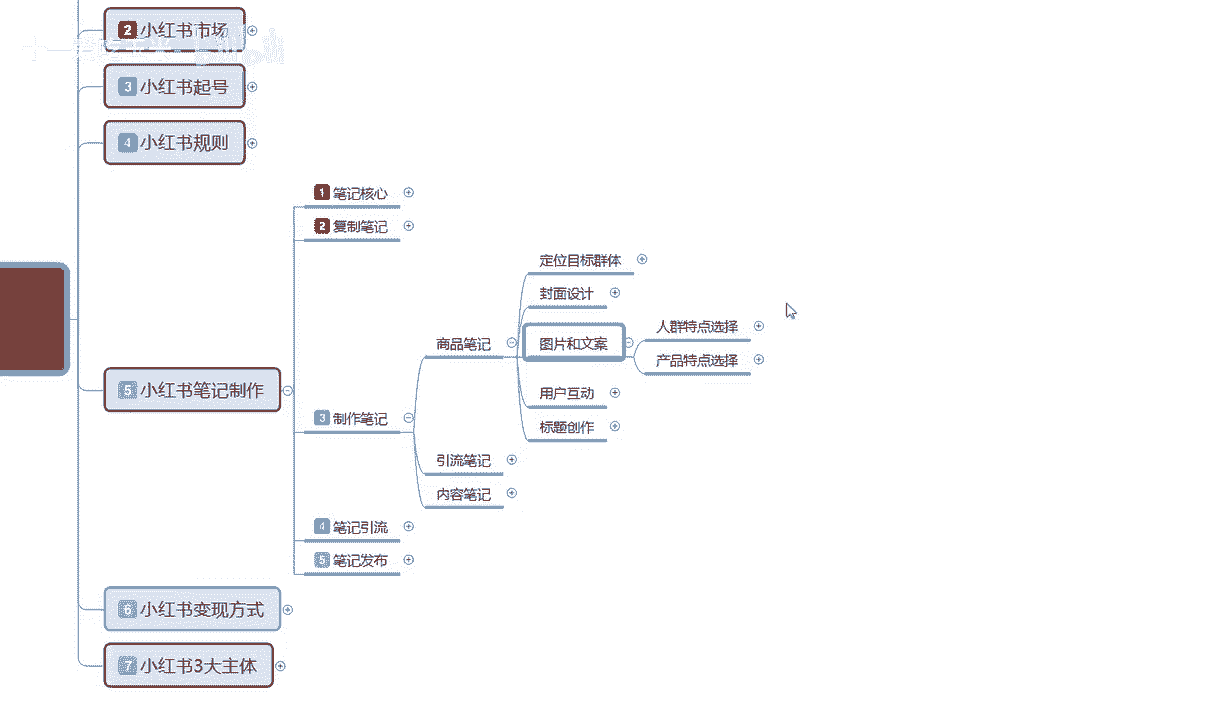 2 小红书市场
3 小红书起号
4 小红书规则
1 笔记核心
2 复制笔记
定位目标群体
封面设计
人群特点选择
商品笔记
图片和文案
产品特点选择
5 小红书笔记制作
用户互动
3 制作笔记
标题创作
引流笔记
内容笔记
4 笔记引流
5 笔记发布
6 小红书变现方式
7 小红书3大主体